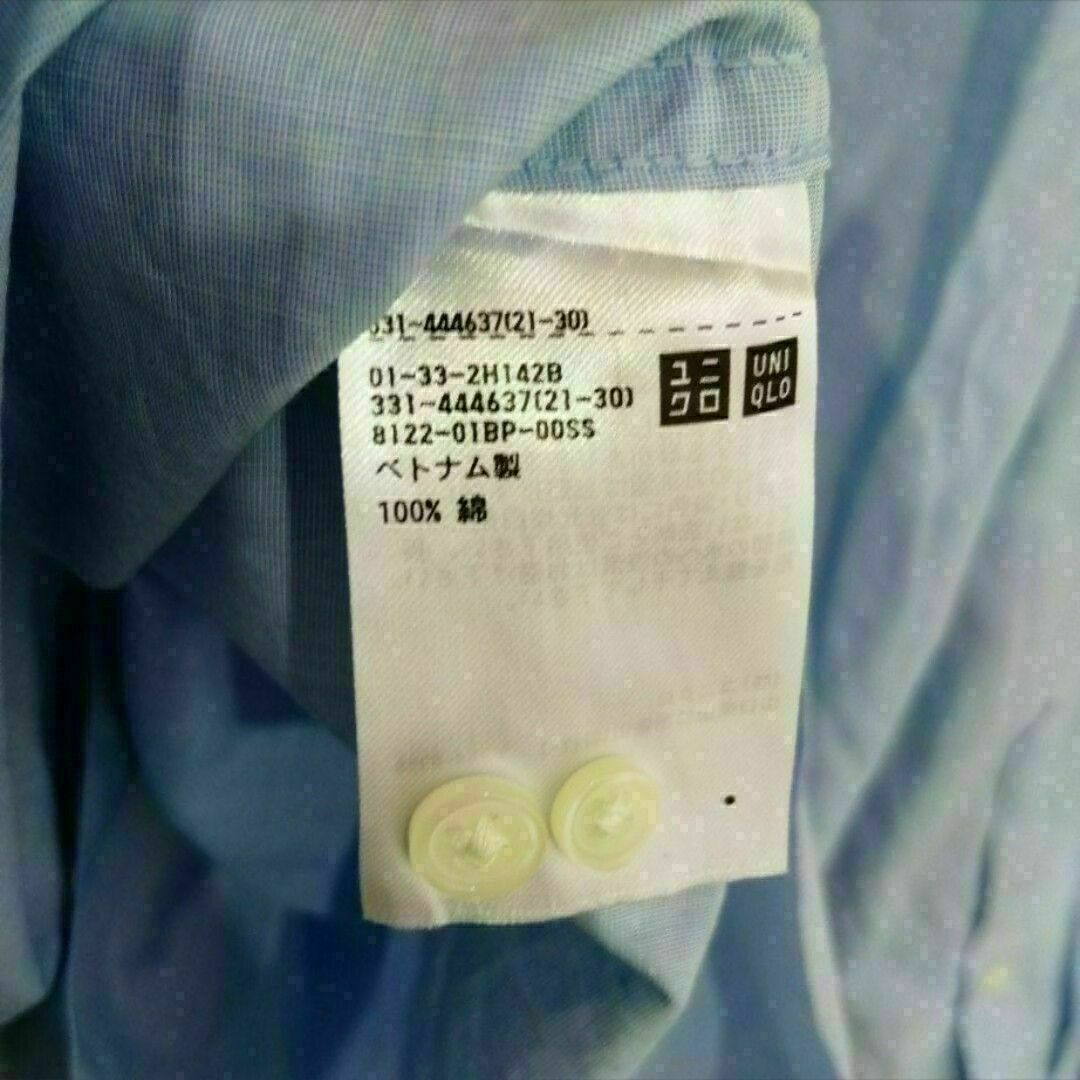 31-444637(21-30)
01-33-2H142B
331-444637(21-30)
8122-01BP-00SS
ベトナム製
100% 綿
ユニ
クロ
UNI
QLO